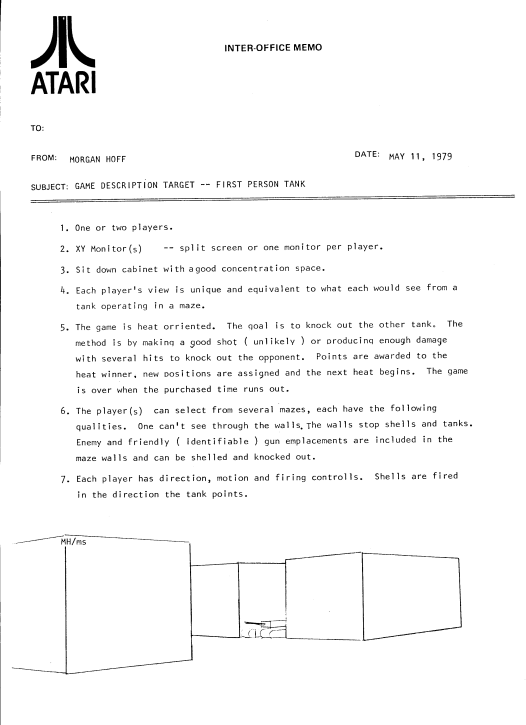 INTER-OFFICE MEMO
ATARI
TO:
FROM: MORGAN HOFF
DATE: MAY 11, 1979
SUBJECT: GAME DESCRIPTION TARGET -- FIRST PERSON TANK
1. One or two players.
2. XY Monitor(s) -- split screen or one monitor per player.
3. Sit down cabinet with a good concentration space.
4. Each player's view is unique and equivalent to what each would see from a
tank operating in a maze.
5. The game is heat orriented. The goal is to knock out the other tank. The
method is by making a good shot ( unlikely ) or producing enough damage
with several hits to knock out the opponent. Points are awarded to the
heat winner, new positions are assigned and the next heat begins. The game
is over when the purchased time runs out.
6. The player(s) can select from several mazes, each have the following
qualities. One can't see through the walls. The walls stop shells and tanks.
Enemy and friendly ( identifiable ) gun emplacements are included in the
maze walls and can be shelled and knocked out.
7. Each player has direction, motion and firing controlls. Shells are fired
in the direction the tank points.
MH/ms